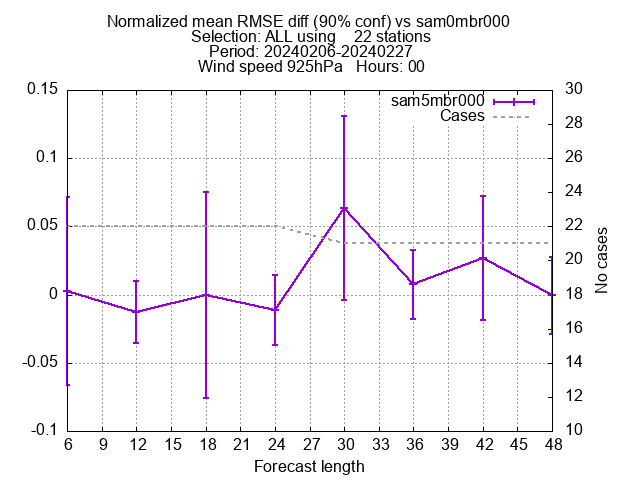 Normalized mean RMSE diff (90% conf) vs sam0mbr000
Selection: ALL using    22 stations
Period: 20240206-20240227
Wind speed 925hPa   Hours: 00
sam5mbr000
Cases
0.15
0.1
0.05
0
-0.05
-0.1
30
28
26
24
22
20
18
16
14
12
10
No cases
6 9 12 15 18 21 24 27 30 33 36 39 42 45 48
Forecast length